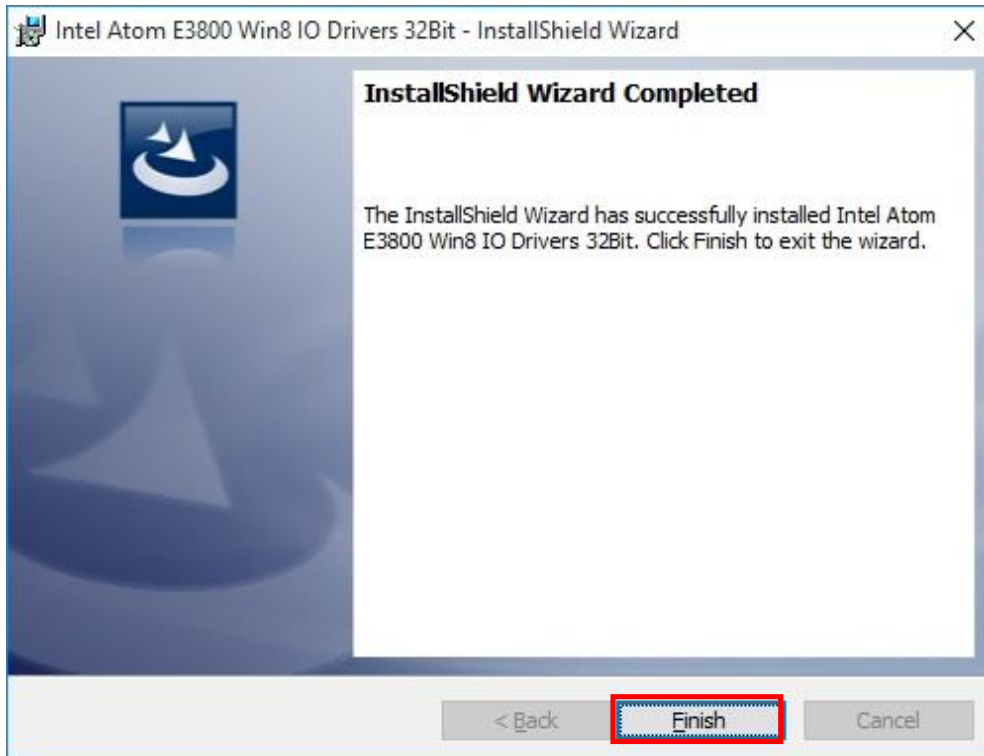 Intel Atom E3800 Win8 IO Drivers 32Bit - InstallShield Wizard
InstallShield Wizard Completed
The InstallShield Wizard has successfully installed Intel Atom
E3800 Win8 IO Drivers 32Bit. Click Finish to exit the wizard.
< Back Finish Cancel